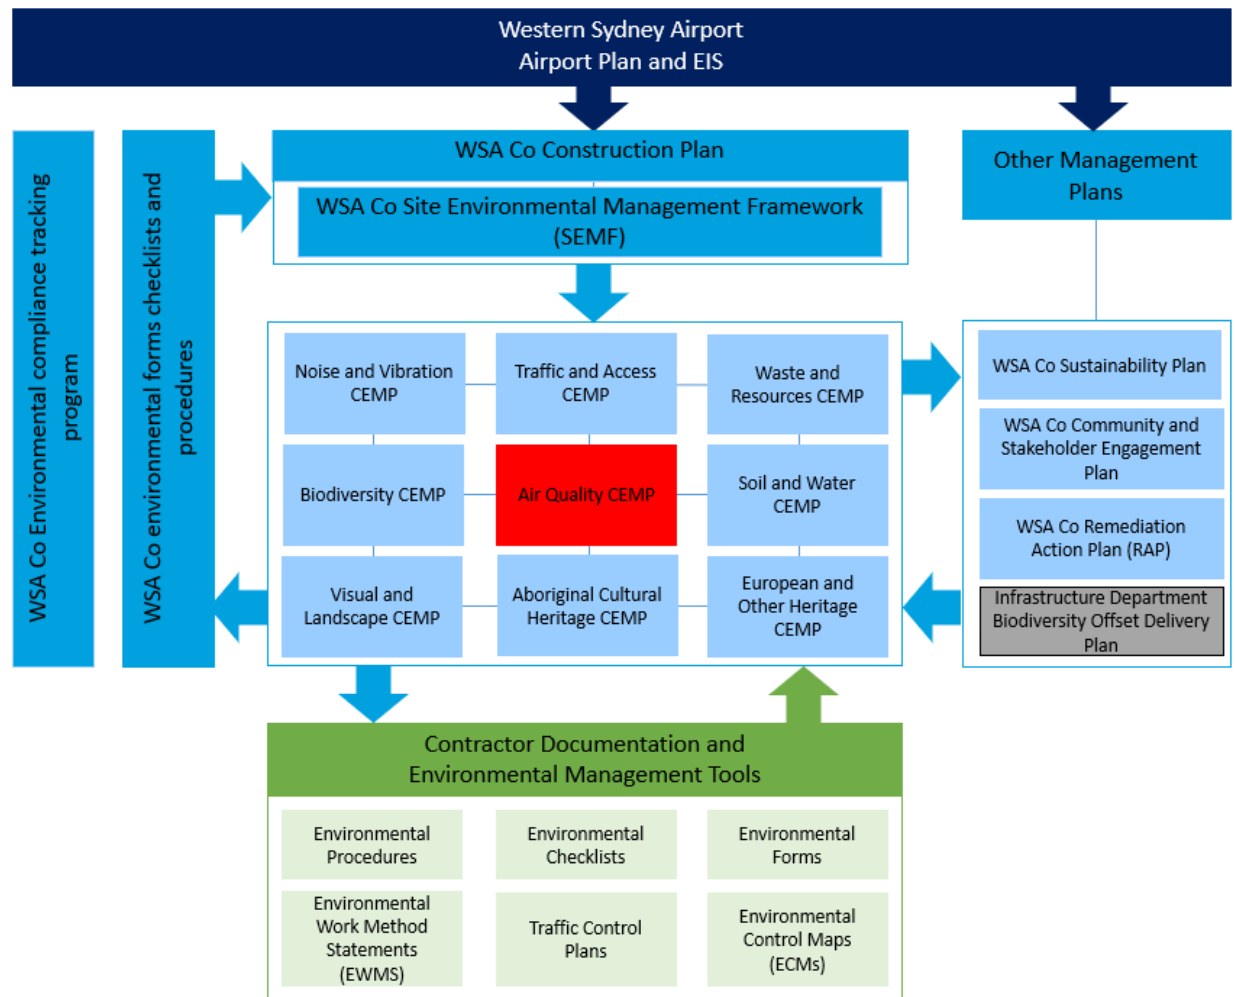 Western Sydney Airport
Airport Plan and EIS
WSA Co Environmental compliance tracking
program
WSA Co environmental forms checklists and
procedures
WSA Co Construction Plan
WSA Co Site Environmental Management Framework
(SEMF)
Other Management
Plans
Noise and Vibration
CEMP
Traffic and Access
CEMP
Waste and
Resources CEMP
Biodiversity CEMP
Air Quality CEMP
Soil and Water
CEMP
Visual and
Landscape CEMP
Aboriginal Cultural
Heritage CEMP
European and
Other Heritage
CEMP
WSA Co Sustainability Plan
WSA Co Community and
Stakeholder Engagement
Plan
WSA Co Remediation
Action Plan (RAP)
Infrastructure Department
Biodiversity Offset Delivery
Plan
Contractor Documentation and
Environmental Management Tools
Environmental
Procedures
Environmental
Checklists
Environmental
Forms
Environmental
Work Method
Statements
(EWMS)
Traffic Control
Plans
Environmental
Control Maps
(ECMs)